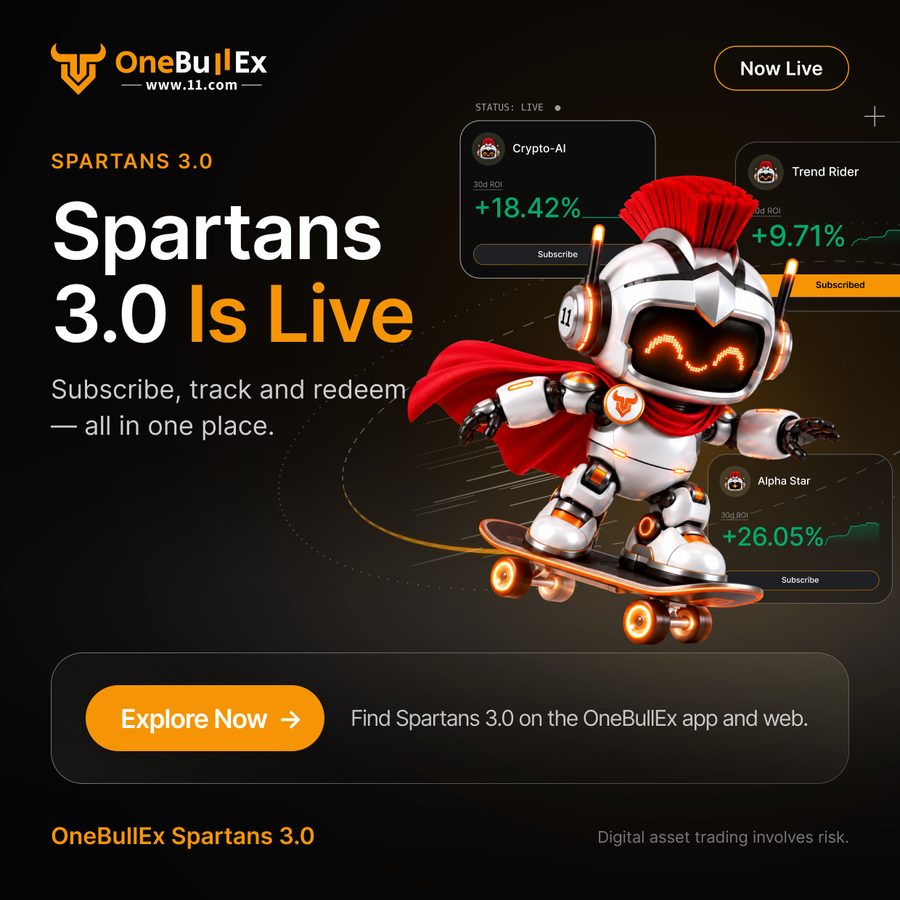 OneBullEx
www.11.com
Now Live
STATUS: LIVE
SPARTANS 3.0
Spartans
3.0 Is Live
Subscribe, track and redeem
— all in one place.
Crypto-AI
30d ROI
+18.42%
Subscribe
Trend Rider
30d ROI
+9.71%
Subscribed
11
Alpha Star
30d ROI
+26.05%
Subscribe
Explore Now →
Find Spartans 3.0 on the OneBullEx app and web.
OneBullEx Spartans 3.0
Digital asset trading involves risk.